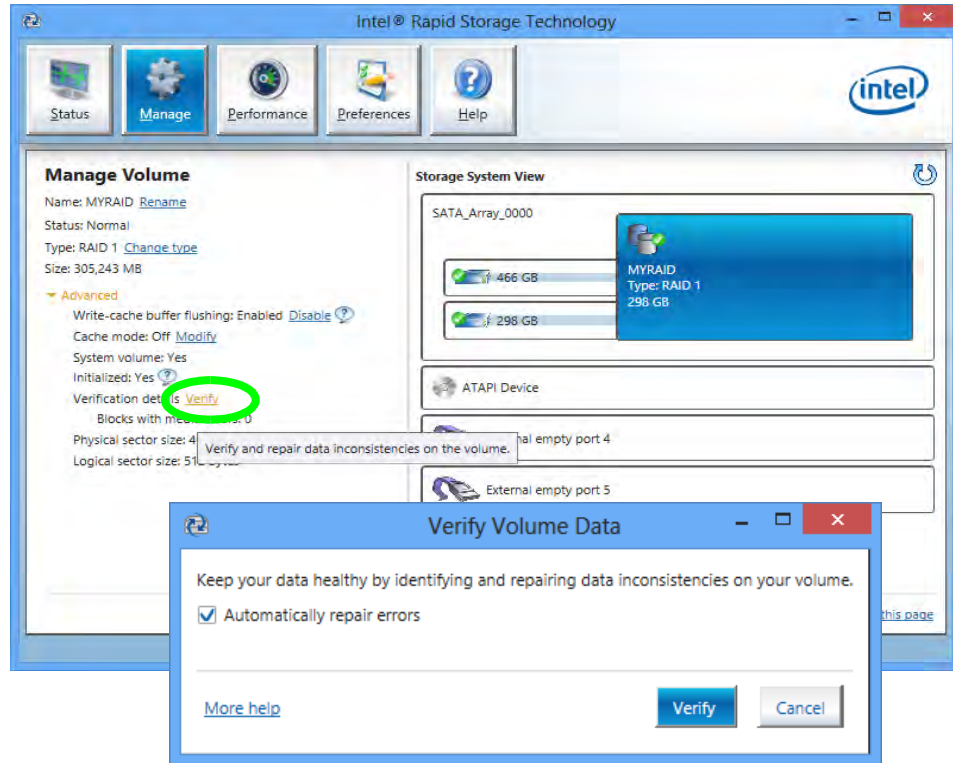 Intel® Rapid Storage Technology
Status
Manage
Performance
Preferences
Help
intel
Manage Volume
Name: MYRAID Rename
Status: Normal
Type: RAID 1 Change type
Size: 305,243 MB
Advanced
Write-cache buffer flushing: Enabled Disable
Cache mode: Off Modify
System volume: Yes
Initialized: Yes
Verification details Verify
Blocks with 0
Physical sector size: 4
Verify and repair data inconsistencies on the volume.
Logical sector size: 512
Storage System View
SATA_Array_0000
466 GB
298 GB
MYRAID
Type: RAID 1
298 GB
ATAPI Device
empty port 4
External empty port 5
this page
Verify Volume Data
Keep your data healthy by identifying and repairing data inconsistencies on your volume.
Automatically repair errors
More help
Verify
Cancel